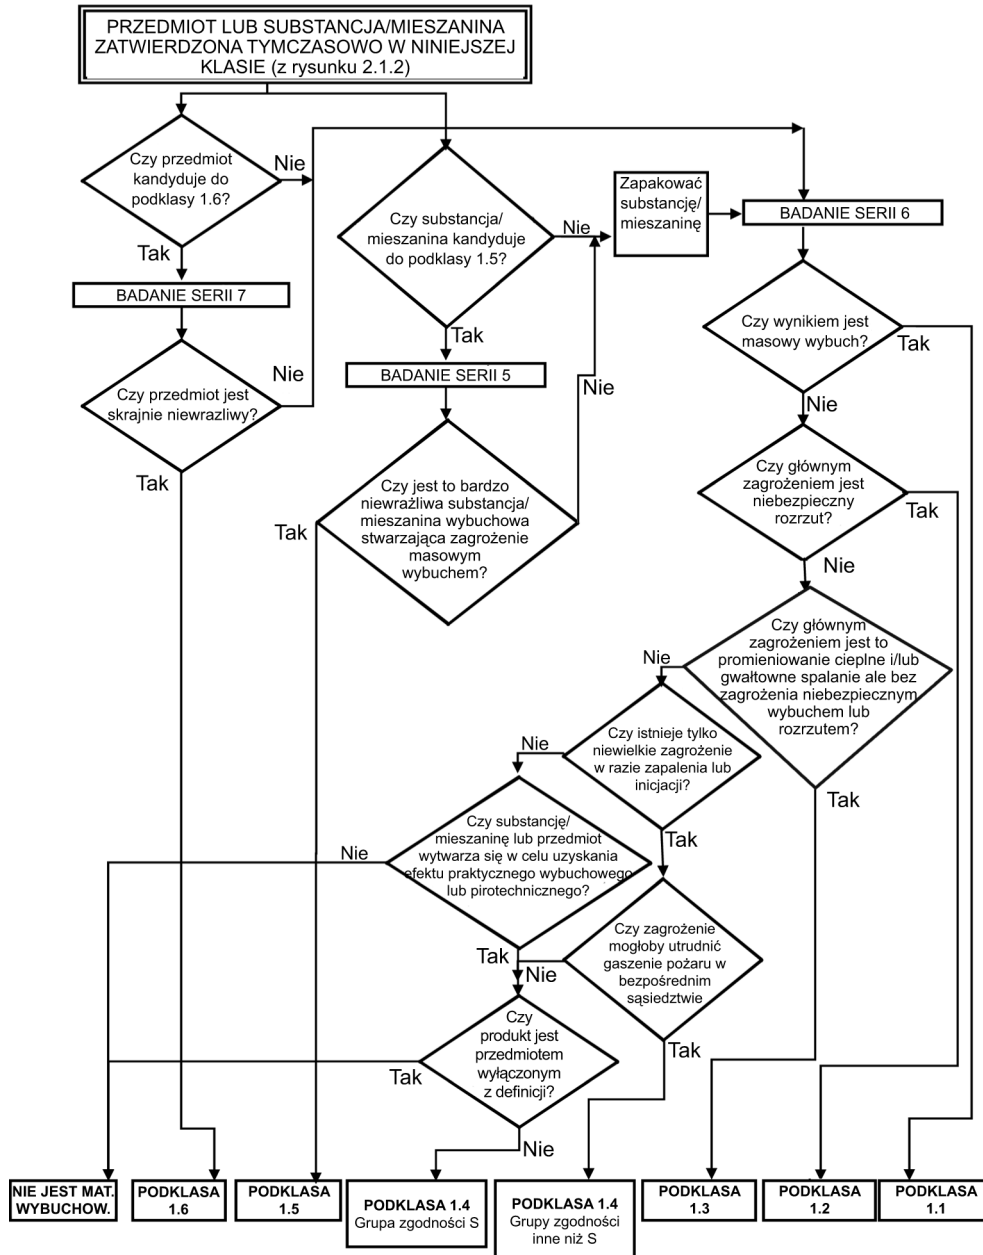 PRZEDMIOT LUB SUBSTANCJA/MIESZANINA
ZATWIERDZONA TYMCZASOWO W NINIEJSZEJ
KLASIE (z rysunku 2.1.2)
Czy przedmiot
kandyduje do
podklasy 1.6?
Nie
Tak
BADANIE SERII 7
Czy przedmiot jest
skrajnie niewrazliwy?
Nie
Tak
Czy substancja/
mieszanina kandyduje
do podklasy 1.5?
Nie
Tak
BADANIE SERII 5
Nie
Czy jest to bardzo
niewrażliwa substancja/
mieszanina wybuchowa
stwarzająca zagrożenie
masowym
wybuchem?
Tak
Zapakować
substancję/
mieszaninę
BADANIE SERII 6
Czy wynikiem jest
masowy wybuch?
Tak
Nie
Czy głównym
zagrożeniem jest
niebezpieczny
rozrzut?
Tak
Nie
Czy głównym
zagrożeniem jest to
promieniowanie cieplne i/lub
gwałtowne spalanie ale bez
zagrożenia niebezpiecznym
wybuchem lub
rozrzutem?
Nie
Tak
Czy istnieje tylko
niewielkie zagrożenie
w razie zapalenia lub
inicjacji?
Nie
Tak
Czy substancję/
mieszaninę lub przedmiot
wytwarza się w celu uzyskania
efektu praktycznego wybuchowego
lub pirotechnicznego?
Nie
Tak
Czy zagrożenie
mogłoby utrudnić
gaszenie pożaru w
bezpośrednim
sąsiedztwie
Nie
Tak
Czy
produkt jest
przedmiotem
wyłączonym
z definicji?
Tak
Nie
NIE JEST MAT.
WYBUCHOW.
PODKLASA
1.6
PODKLASA
1.5
PODKLASA 1.4
Grupa zgodności S
PODKLASA 1.4
Grupy zgodności
inne niż S
PODKLASA
1.3
PODKLASA
1.2
PODKLASA
1.1